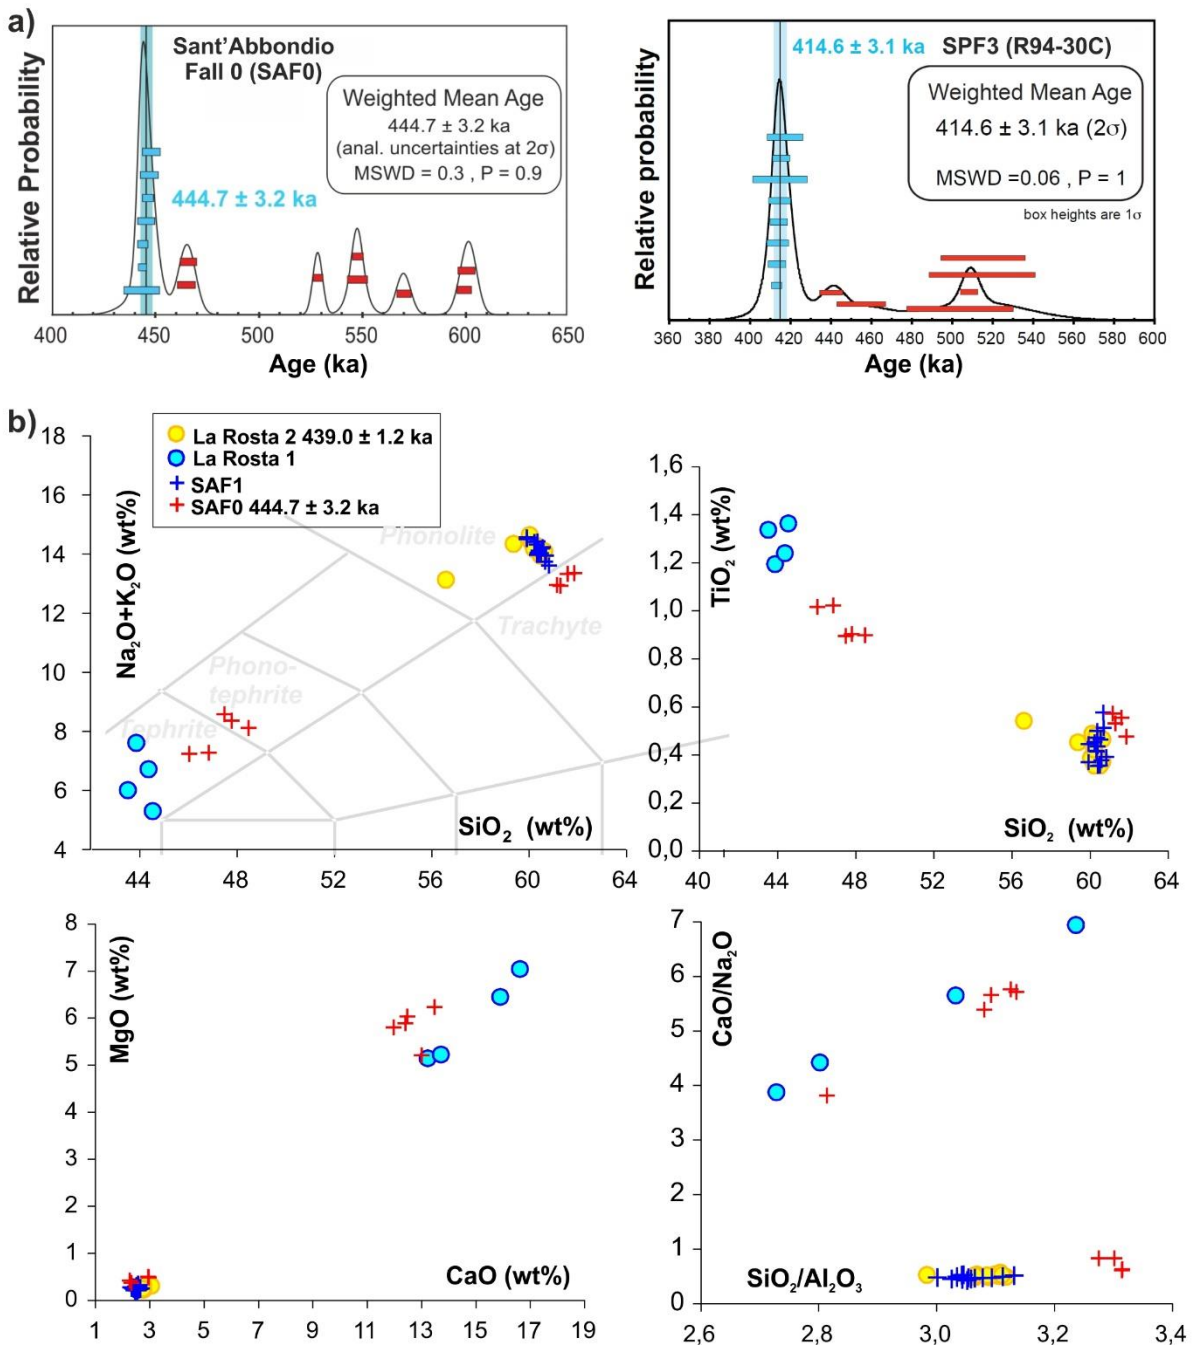 a)
Relative Probability
Sant'Abbondio
Fall 0 (SAF0)
Weighted Mean Age
444.7 ± 3.2 ka
(anal. uncertainties at 2σ)
MSWD = 0.3 , P = 0.9
444.7 ± 3.2 ka
400 450 500 550 600 650
Age (ka)
Relative probability
414.6 ± 3.1 ka
SPF3 (R94-30C)
Weighted Mean Age
414.6 ± 3.1 ka (2σ)
MSWD =0.06 , P = 1
box heights are 1σ
360 380 400 420 440 460 480 500 520 540 560 580 600
Age (ka)
b)
La Rosta 2 439.0 ± 1.2 ka
La Rosta 1
SAF1
SAF0 444.7 ± 3.2 ka
Na₂O+K₂O (wt%)
18
16
14
12
10
8
6
4
Phonolite
Trachyte
Phono-
tephrite
Tephrite
SiO₂ (wt%)
44 48 52 56 60 64
TiO₂ (wt%)
1,6
1,4
1,2
1,0
0,8
0,6
0,4
0,2
0,0
SiO₂ (wt%)
40 44 48 52 56 60 64
MgO (wt%)
8
7
6
5
4
3
2
1
0
CaO (wt%)
1 3 5 7 9 11 13 15 17 19
CaO/Na₂O
7
6
5
4
3
2
1
0
SiO₂/Al₂O₃
2,6 2,8 3,0 3,2 3,4